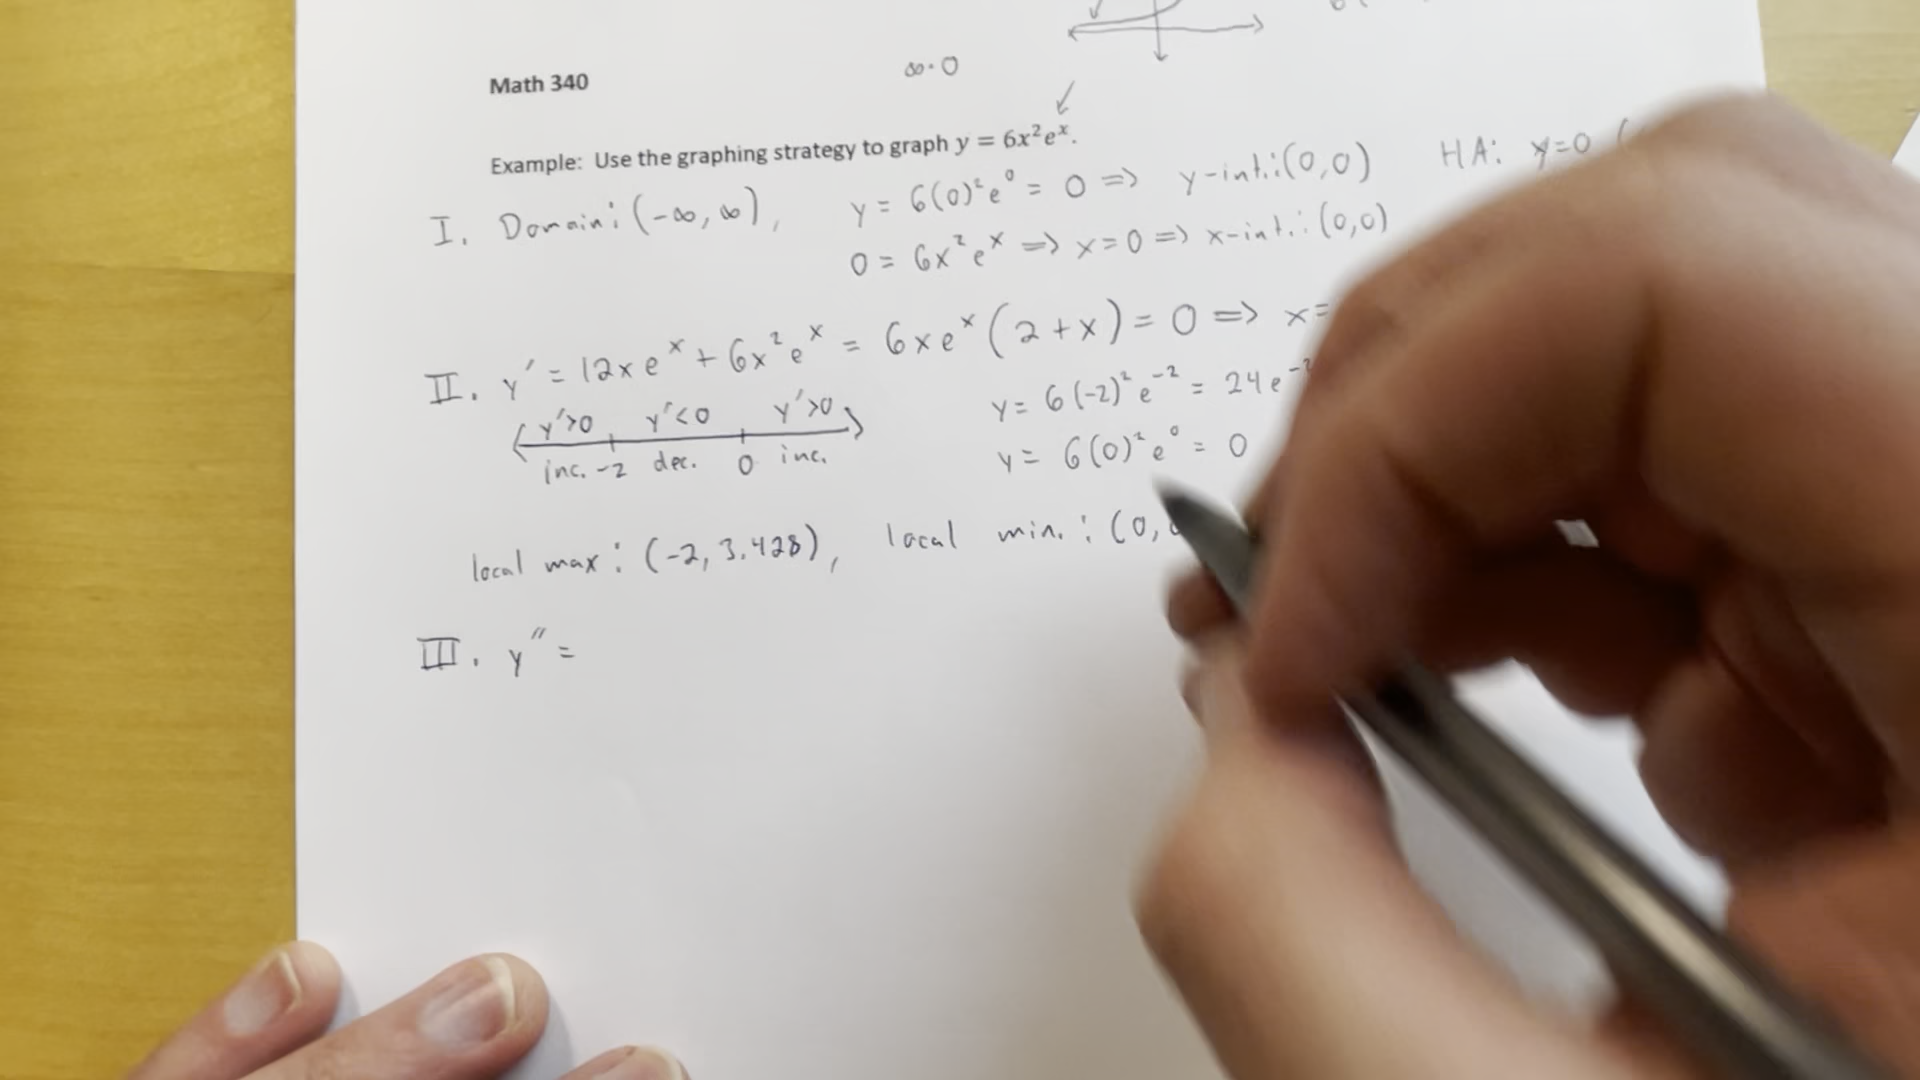 Math 340
∞·0
Example: Use the graphing strategy to graph y = 6x²eˣ.
I. Domain: (-∞, ∞), y = 6(0)²e⁰ = 0 => y-int.: (0,0) HA: y=0 (
0 = 6x²eˣ => x=0 => x-int.: (0,0)
II. y' = 12xeˣ + 6x²eˣ = 6xeˣ(2+x) = 0 => x=
y'>0 y'<0 y'>0
inc. -2 dec. 0 inc.
y = 6(-2)²e⁻² = 24e⁻²
y = 6(0)²e⁰ = 0
local max: (-2, 3.428), local min.: (0,
III. y" =